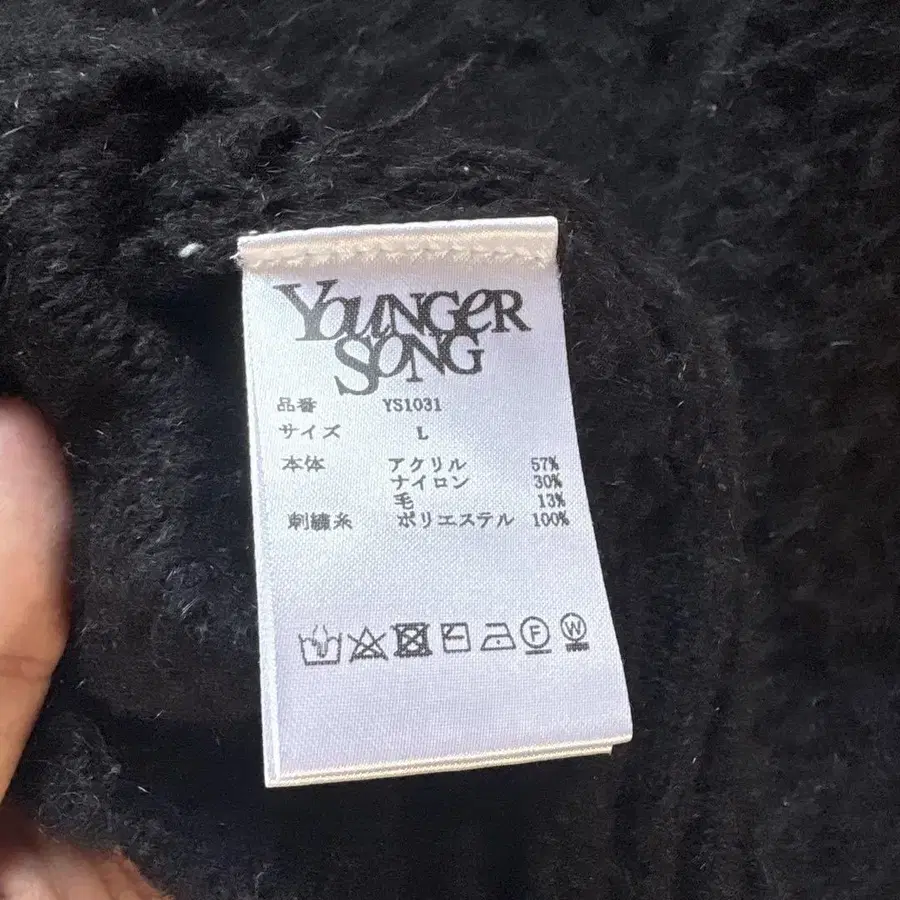 YOUNGER
SONG
品番 YS1031
サイズ L
本体 アクリル 57%
ナイロン 30%
毛 13%
刺繍糸 ポリエステル 100%
F W